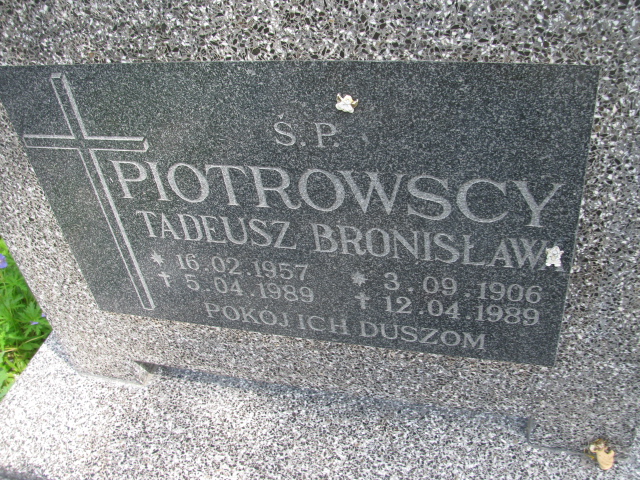 Ś.P.
PIOTROWSCY
TADEUSZ BRONISŁAWA
* 16.02.1957 * 3.09.1906
† 5.04.1989 † 12.04.1989
POKÓJ ICH DUSZOM